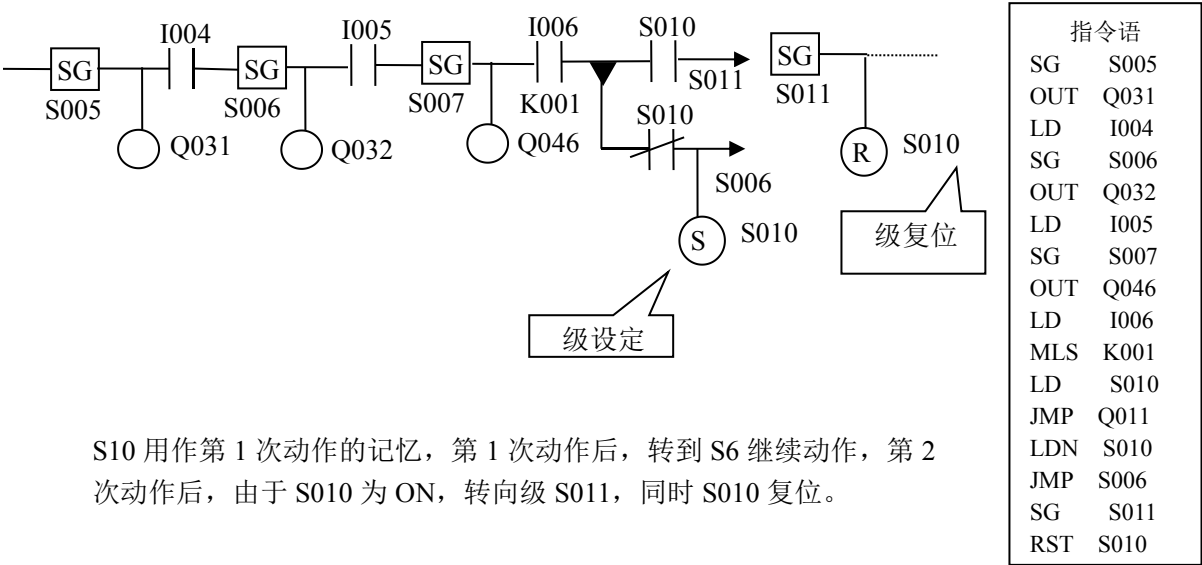 I004
I005
I006
S010
SG
SG
SG
SG
S005
S006
S007
K001
S011
S011
S010
Q031
Q032
Q046
R
S010
S006
S
S010
级复位
级设定
S10 用作第 1 次动作的记忆，第 1 次动作后，转到 S6 继续动作，第 2
次动作后，由于 S010 为 ON，转向级 S011，同时 S010 复位。
指令语
SG S005
OUT Q031
LD I004
SG S006
OUT Q032
LD I005
SG S007
OUT Q046
LD I006
MLS K001
LD S010
JMP Q011
LDN S010
JMP S006
SG S011
RST S010